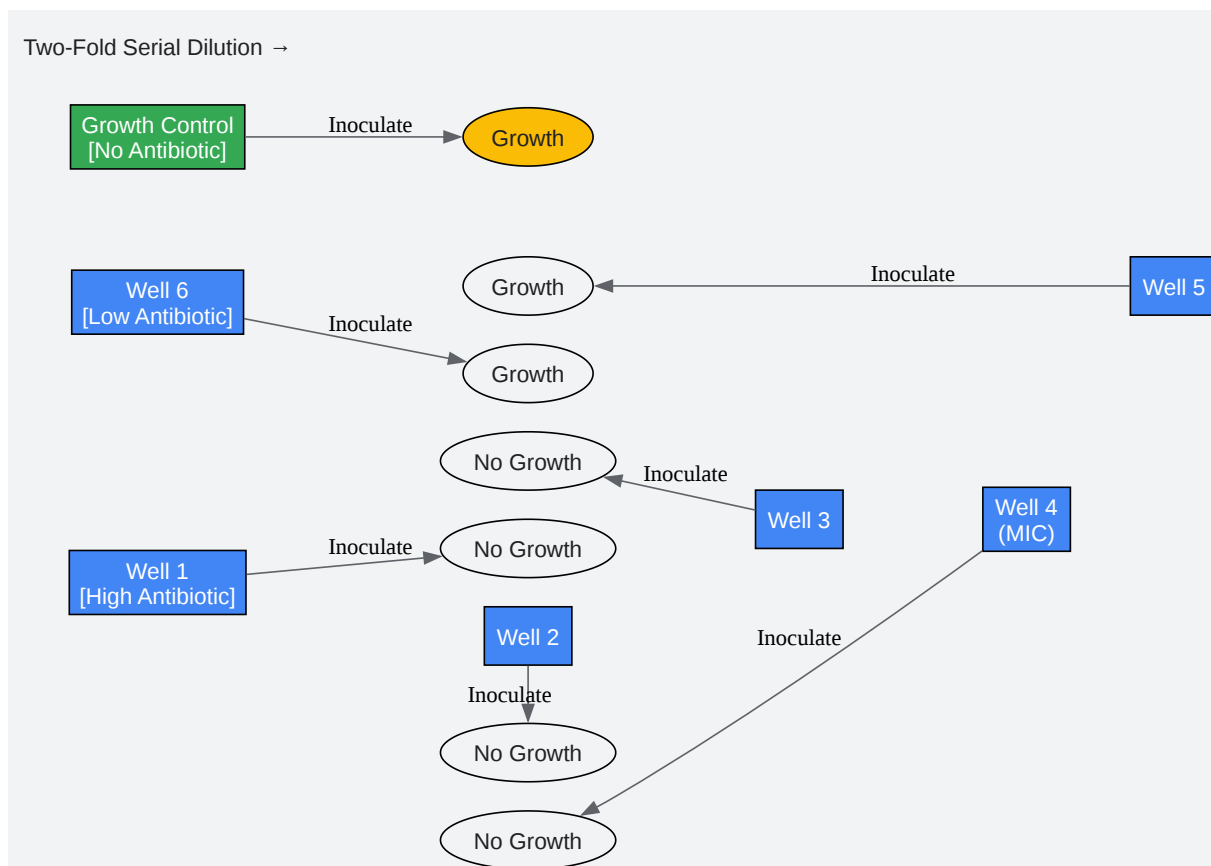 Two-Fold Serial Dilution →
Growth Control
[No Antibiotic]
Inoculate
Growth
Well 6
[Low Antibiotic]
Inoculate
Growth
Growth
Inoculate
Well 5
No Growth
Inoculate
Well 3
Well 4
(MIC)
Well 1
[High Antibiotic]
Inoculate
No Growth
Well 2
Inoculate
No Growth
Inoculate
No Growth